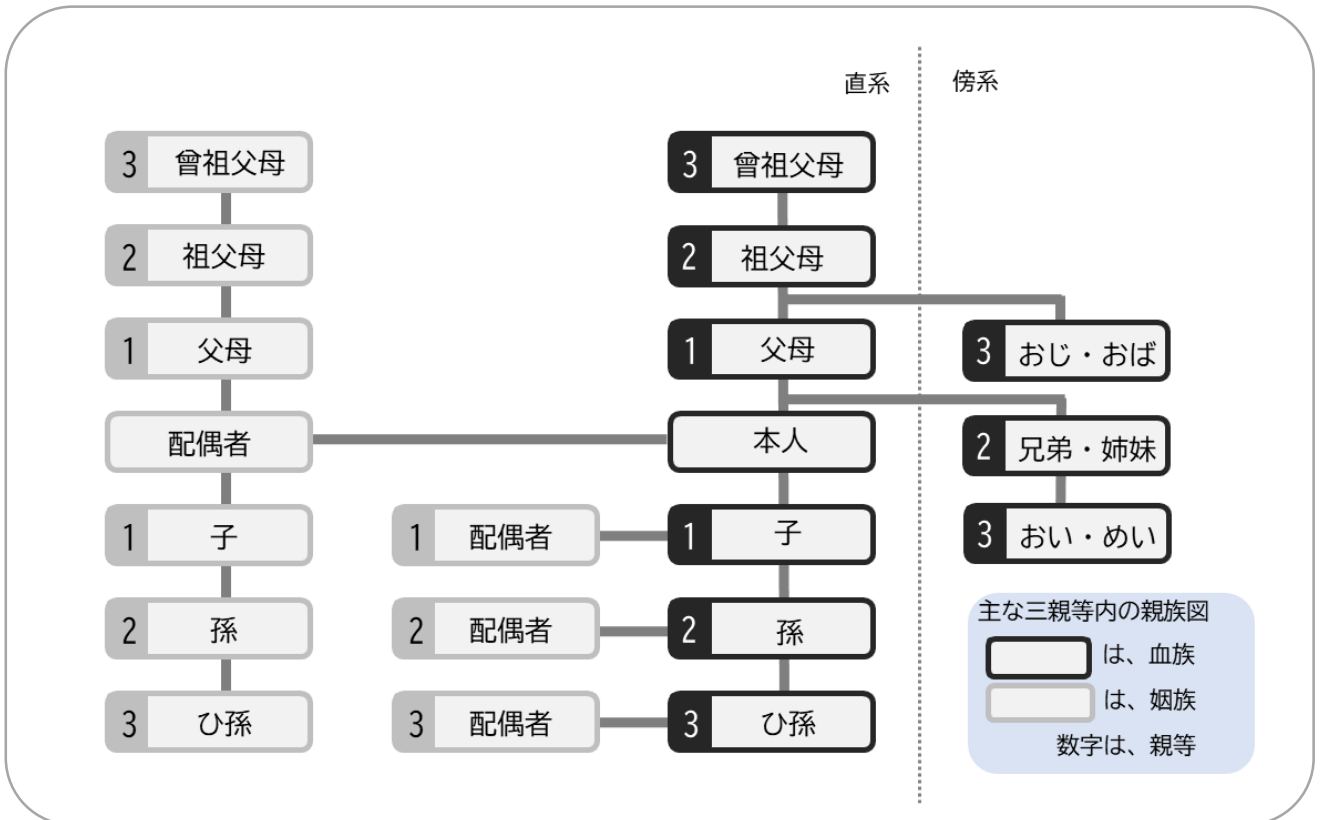 直系 傍系
3 曾祖父母 3 曾祖父母
2 祖父母 2 祖父母
1 父母 1 父母 3 おじ・おば
配偶者 本人 2 兄弟・姉妹
1 子 1 配偶者 1 子 3 おい・めい
2 孫 2 配偶者 2 孫
3 ひ孫 3 配偶者 3 ひ孫
主な三親等内の親族図
は、血族
は、姻族
数字は、親等